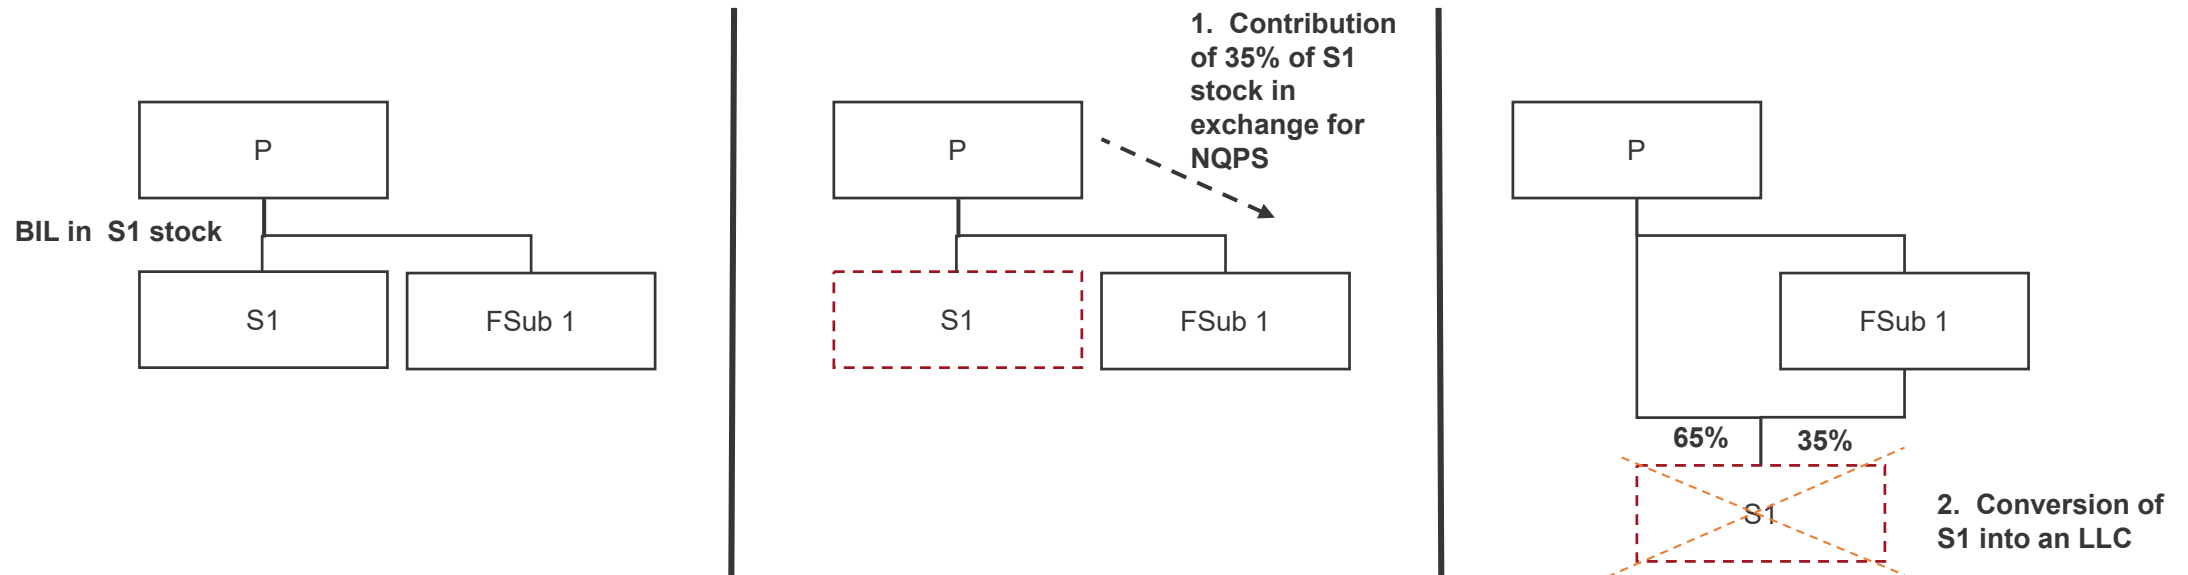 P
BIL in S1 stock
S1
FSub 1
1. Contribution
of 35% of S1
stock in
exchange for
NQPS
P
S1
FSub 1
P
FSub 1
65%
35%
S1
2. Conversion of
S1 into an LLC